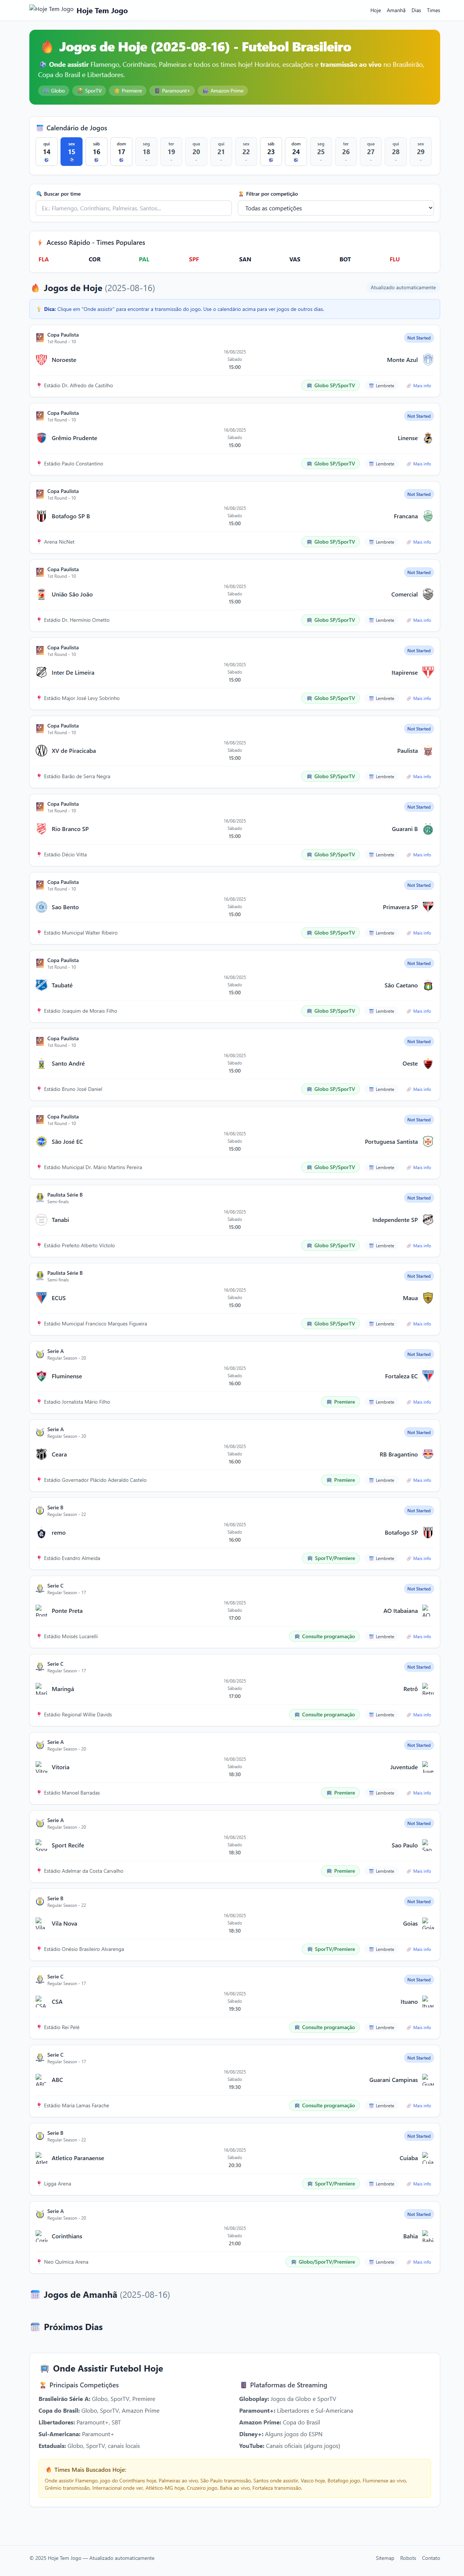 Hoje Tem Jogo Hoje Tem Jogo
Hoje Amanhã Dias Times
🔥 Jogos de Hoje (2025-08-16) - Futebol Brasileiro
⚽ Onde assistir Flamengo, Corinthians, Palmeiras e todos os times hoje! Horários, escalações e transmissão ao vivo no Brasileirão,
Copa do Brasil e Libertadores.
Globo SporTV Premiere Paramount+ Amazon Prime
Calendário de Jogos
qui sex sáb dom seg ter qua qui sex sáb dom seg ter qua qui sex
14 15 16 17 18 19 20 21 22 23 24 25 26 27 28 29
Buscar por time
Ex.: Flamengo, Corinthians, Palmeiras, Santos...
Filtrar por competição
Todas as competições
Acesso Rápido - Times Populares
FLA COR PAL SPF SAN VAS BOT FLU
Jogos de Hoje (2025-08-16)
Atualizado automaticamente
Dica: Clique em "Onde assistir" para encontrar a transmissão do jogo. Use o calendário acima para ver jogos de outros dias.
Copa Paulista
1st Round - 10
Not Started
16/08/2025
Sábado
15:00
Noroeste
Monte Azul
Estádio Dr. Alfredo de Castilho
Globo SP/SporTV Lembrete Mais info
Copa Paulista
1st Round - 10
Not Started
16/08/2025
Sábado
15:00
Grêmio Prudente
Linense
Estádio Paulo Constantino
Globo SP/SporTV Lembrete Mais info
Copa Paulista
1st Round - 10
Not Started
16/08/2025
Sábado
15:00
Botafogo SP B
Francana
Arena NicNet
Globo SP/SporTV Lembrete Mais info
Copa Paulista
1st Round - 10
Not Started
16/08/2025
Sábado
15:00
União São João
Comercial
Estádio Dr. Hermínio Ometto
Globo SP/SporTV Lembrete Mais info
Copa Paulista
1st Round - 10
Not Started
16/08/2025
Sábado
15:00
Inter De Limeira
Itapirense
Estádio Major José Levy Sobrinho
Globo SP/SporTV Lembrete Mais info
Copa Paulista
1st Round - 10
Not Started
16/08/2025
Sábado
15:00
XV de Piracicaba
Paulista
Estádio Barão de Serra Negra
Globo SP/SporTV Lembrete Mais info
Copa Paulista
1st Round - 10
Not Started
16/08/2025
Sábado
15:00
Rio Branco SP
Guarani B
Estádio Décio Vitta
Globo SP/SporTV Lembrete Mais info
Copa Paulista
1st Round - 10
Not Started
16/08/2025
Sábado
15:00
Sao Bento
Primavera SP
Estádio Municipal Walter Ribeiro
Globo SP/SporTV Lembrete Mais info
Copa Paulista
1st Round - 10
Not Started
16/08/2025
Sábado
15:00
Taubaté
São Caetano
Estádio Joaquim de Morais Filho
Globo SP/SporTV Lembrete Mais info
Copa Paulista
1st Round - 10
Not Started
16/08/2025
Sábado
15:00
Santo André
Oeste
Estádio Bruno José Daniel
Globo SP/SporTV Lembrete Mais info
Copa Paulista
1st Round - 10
Not Started
16/08/2025
Sábado
15:00
São José EC
Portuguesa Santista
Estádio Municipal Dr. Mário Martins Pereira
Globo SP/SporTV Lembrete Mais info
Paulista Série B
Semi-finals
Not Started
16/08/2025
Sábado
15:00
Tanabi
Independente SP
Estádio Prefeito Alberto Victolo
Globo SP/SporTV Lembrete Mais info
Paulista Série B
Semi-finals
Not Started
16/08/2025
Sábado
15:00
ECUS
Maua
Estádio Municipal Francisco Marques Figueira
Globo SP/SporTV Lembrete Mais info
Serie A
Regular Season - 20
Not Started
16/08/2025
Sábado
16:00
Fluminense
Fortaleza EC
Estadio Jornalista Mário Filho
Premiere Lembrete Mais info
Serie A
Regular Season - 20
Not Started
16/08/2025
Sábado
16:00
Ceara
RB Bragantino
Estádio Governador Plácido Aderaldo Castelo
Premiere Lembrete Mais info
Serie B
Regular Season - 22
Not Started
16/08/2025
Sábado
16:00
remo
Botafogo SP
Estádio Evandro Almeida
SporTV/Premiere Lembrete Mais info
Serie C
Regular Season - 17
Not Started
16/08/2025
Sábado
17:00
Ponte Preta
AO Itabaiana
Estádio Moisés Lucarelli
Consulte programação Lembrete Mais info
Serie C
Regular Season - 17
Not Started
16/08/2025
Sábado
17:00
Maringá
Retrô
Estádio Regional Willie Davids
Consulte programação Lembrete Mais info
Serie A
Regular Season - 20
Not Started
16/08/2025
Sábado
18:30
Vitoria
Juventude
Estádio Manoel Barradas
Premiere Lembrete Mais info
Serie A
Regular Season - 20
Not Started
16/08/2025
Sábado
18:30
Sport Recife
Sao Paulo
Estádio Adelmar da Costa Carvalho
Premiere Lembrete Mais info
Serie B
Regular Season - 22
Not Started
16/08/2025
Sábado
18:30
Vila Nova
Goias
Estádio Onésio Brasileiro Alvarenga
SporTV/Premiere Lembrete Mais info
Serie C
Regular Season - 17
Not Started
16/08/2025
Sábado
19:30
CSA
Ituano
Estádio Rei Pelé
Consulte programação Lembrete Mais info
Serie C
Regular Season - 17
Not Started
16/08/2025
Sábado
19:30
ABC
Guarani Campinas
Estádio Maria Lamas Farache
Consulte programação Lembrete Mais info
Serie B
Regular Season - 22
Not Started
16/08/2025
Sábado
20:30
Atletico Paranaense
Cuiaba
Ligga Arena
SporTV/Premiere Lembrete Mais info
Serie A
Regular Season - 20
Not Started
16/08/2025
Sábado
21:00
Corinthians
Bahia
Neo Química Arena
Globo/SporTV/Premiere Lembrete Mais info
Jogos de Amanhã (2025-08-16)
Próximos Dias
Onde Assistir Futebol Hoje
Principais Competições
Brasileirão Série A: Globo, SporTV, Premiere
Copa do Brasil: Globo, SporTV, Amazon Prime
Libertadores: Paramount+, SBT
Sul-Americana: Paramount+
Estaduais: Globo, SporTV, canais locais
Plataformas de Streaming
Globoplay: Jogos da Globo e SporTV
Paramount+: Libertadores e Sul-Americana
Amazon Prime: Copa do Brasil
Disney+: Alguns jogos do ESPN
YouTube: Canais oficiais (alguns jogos)
Times Mais Buscados Hoje:
Onde assistir Flamengo, jogo do Corinthians hoje, Palmeiras ao vivo, São Paulo transmissão, Santos onde assistir, Vasco hoje, Botafogo jogo, Fluminense ao vivo,
Grêmio transmissão, Internacional onde ver, Atlético-MG hoje, Cruzeiro jogo, Bahia ao vivo, Fortaleza transmissão.
© 2025 Hoje Tem Jogo — Atualizado automaticamente
Sitemap Robots Contato